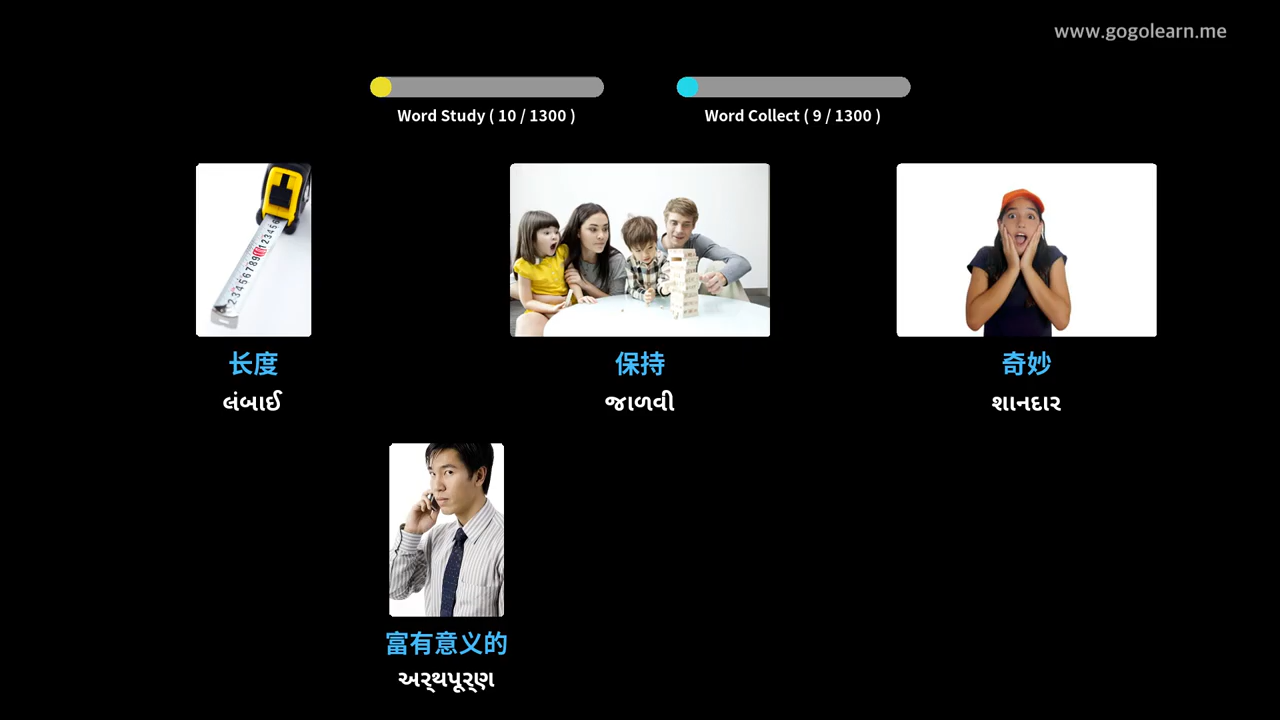 www.gogolearn.me
Word Study ( 10 / 1300 )
Word Collect ( 9 / 1300 )
长度
લંબાઈ
保持
જાળવી
奇妙
શાનદાર
富有意义的
અર્થપૂર્ણ